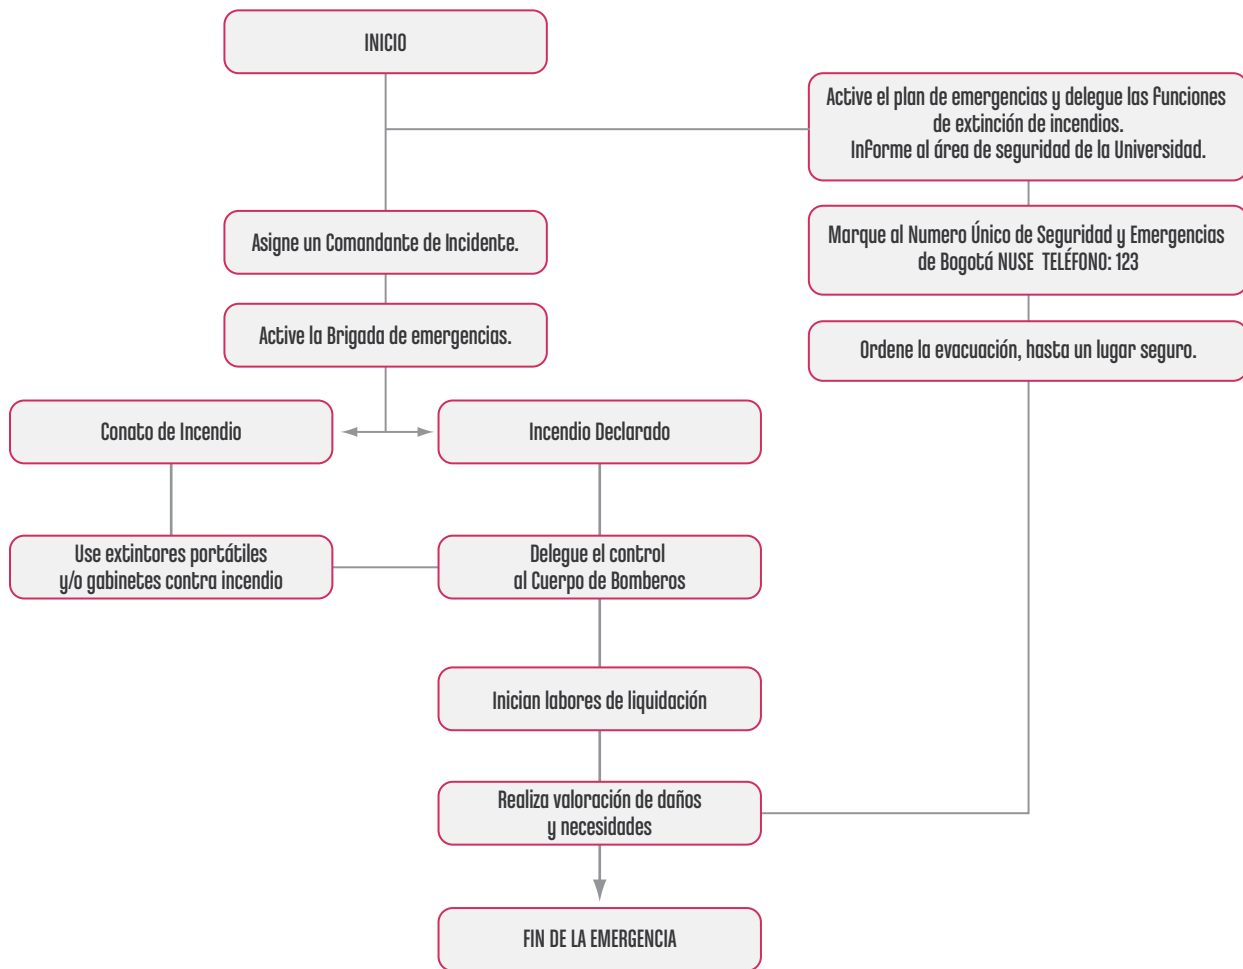 INICIO
Active el plan de emergencias y delegue las funciones
de extinción de incendios.
Informe al área de seguridad de la Universidad.
Asigne un Comandante de Incidente.
Marque al Numero Único de Seguridad y Emergencias
de Bogotá NUSE TELÉFONO: 123
Active la Brigada de emergencias.
Ordene la evacuación, hasta un lugar seguro.
Conato de Incendio
Incendio Declarado
Use extintores portátiles
y/o gabinetes contra incendio
Delegue el control
al Cuerpo de Bomberos
Inician labores de liquidación
Realiza valoración de daños
y necesidades
FIN DE LA EMERGENCIA